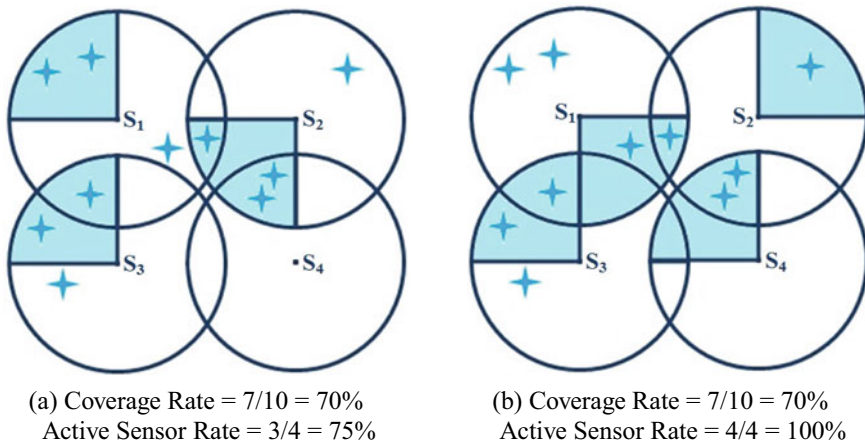 S1
S2
S3
S4
S1
S2
S3
S4
(a) Coverage Rate = 7/10 = 70%
Active Sensor Rate = 3/4 = 75%
(b) Coverage Rate = 7/10 = 70%
Active Sensor Rate = 4/4 = 100%